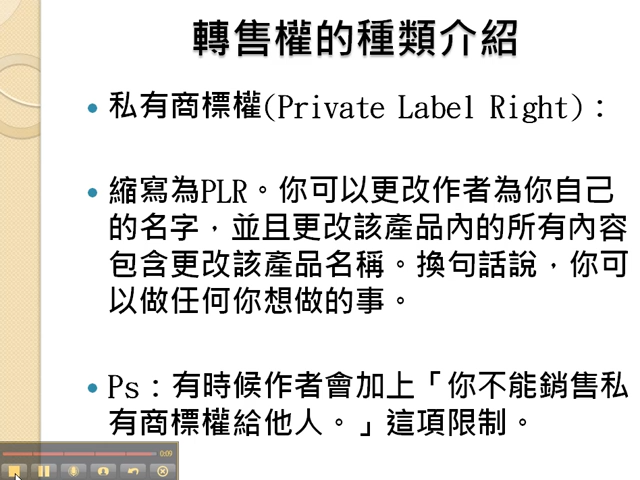 轉售權的種類介紹
私有商標權(Private Label Right)：
縮寫為PLR。你可以更改作者為你自己
的名字，並且更改該產品內的所有內容
包含更改該產品名稱。換句話說，你可
以做任何你想做的事。
Ps：有時候作者會加上「你不能銷售私
有商標權給他人。」這項限制。
0:09